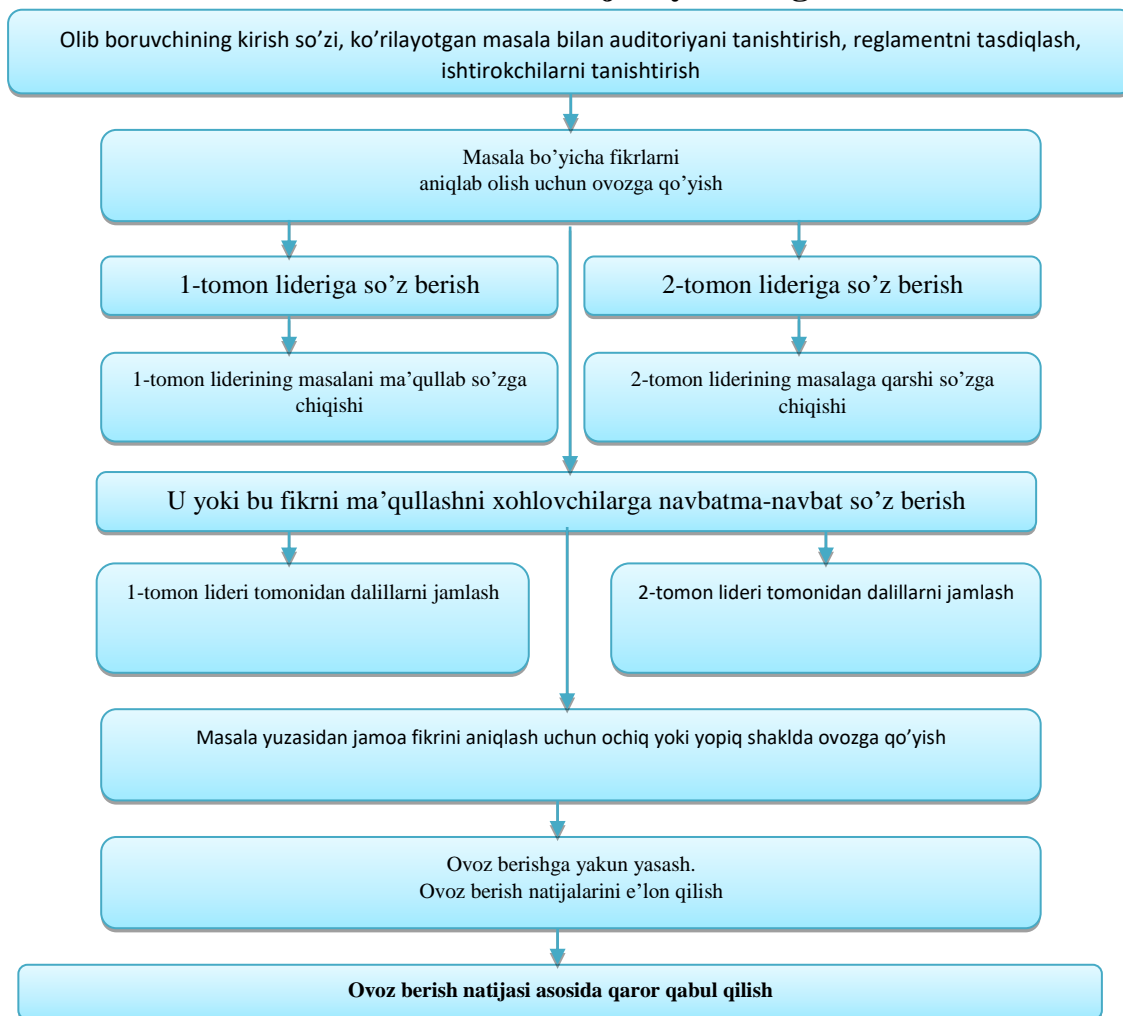 Olib boruvchining kirish so’zi, ko’rilayotgan masala bilan auditoriyani tanishtirish, reglamentni tasdiqlash,
ishtirokchilarni tanishtirish
Masala bo’yicha fikrlarni
aniqlab olish uchun ovozga qo’yish
1-tomon lideriga so’z berish
2-tomon lideriga so’z berish
1-tomon liderining masalani ma’qullab so’zga
chiqishi
2-tomon liderining masalaga qarshi so’zga
chiqishi
U yoki bu fikrni ma’qullashni xohlovchilarga navbatma-navbat so’z berish
1-tomon lideri tomonidan dalillarni jamlash
2-tomon lideri tomonidan dalillarni jamlash
Masala yuzasidan jamoa fikrini aniqlash uchun ochiq yoki yopiq shaklda ovozga qo’yish
Ovoz berishga yakun yasash.
Ovoz berish natijalarini e’lon qilish
Ovoz berish natijasi asosida qaror qabul qilish